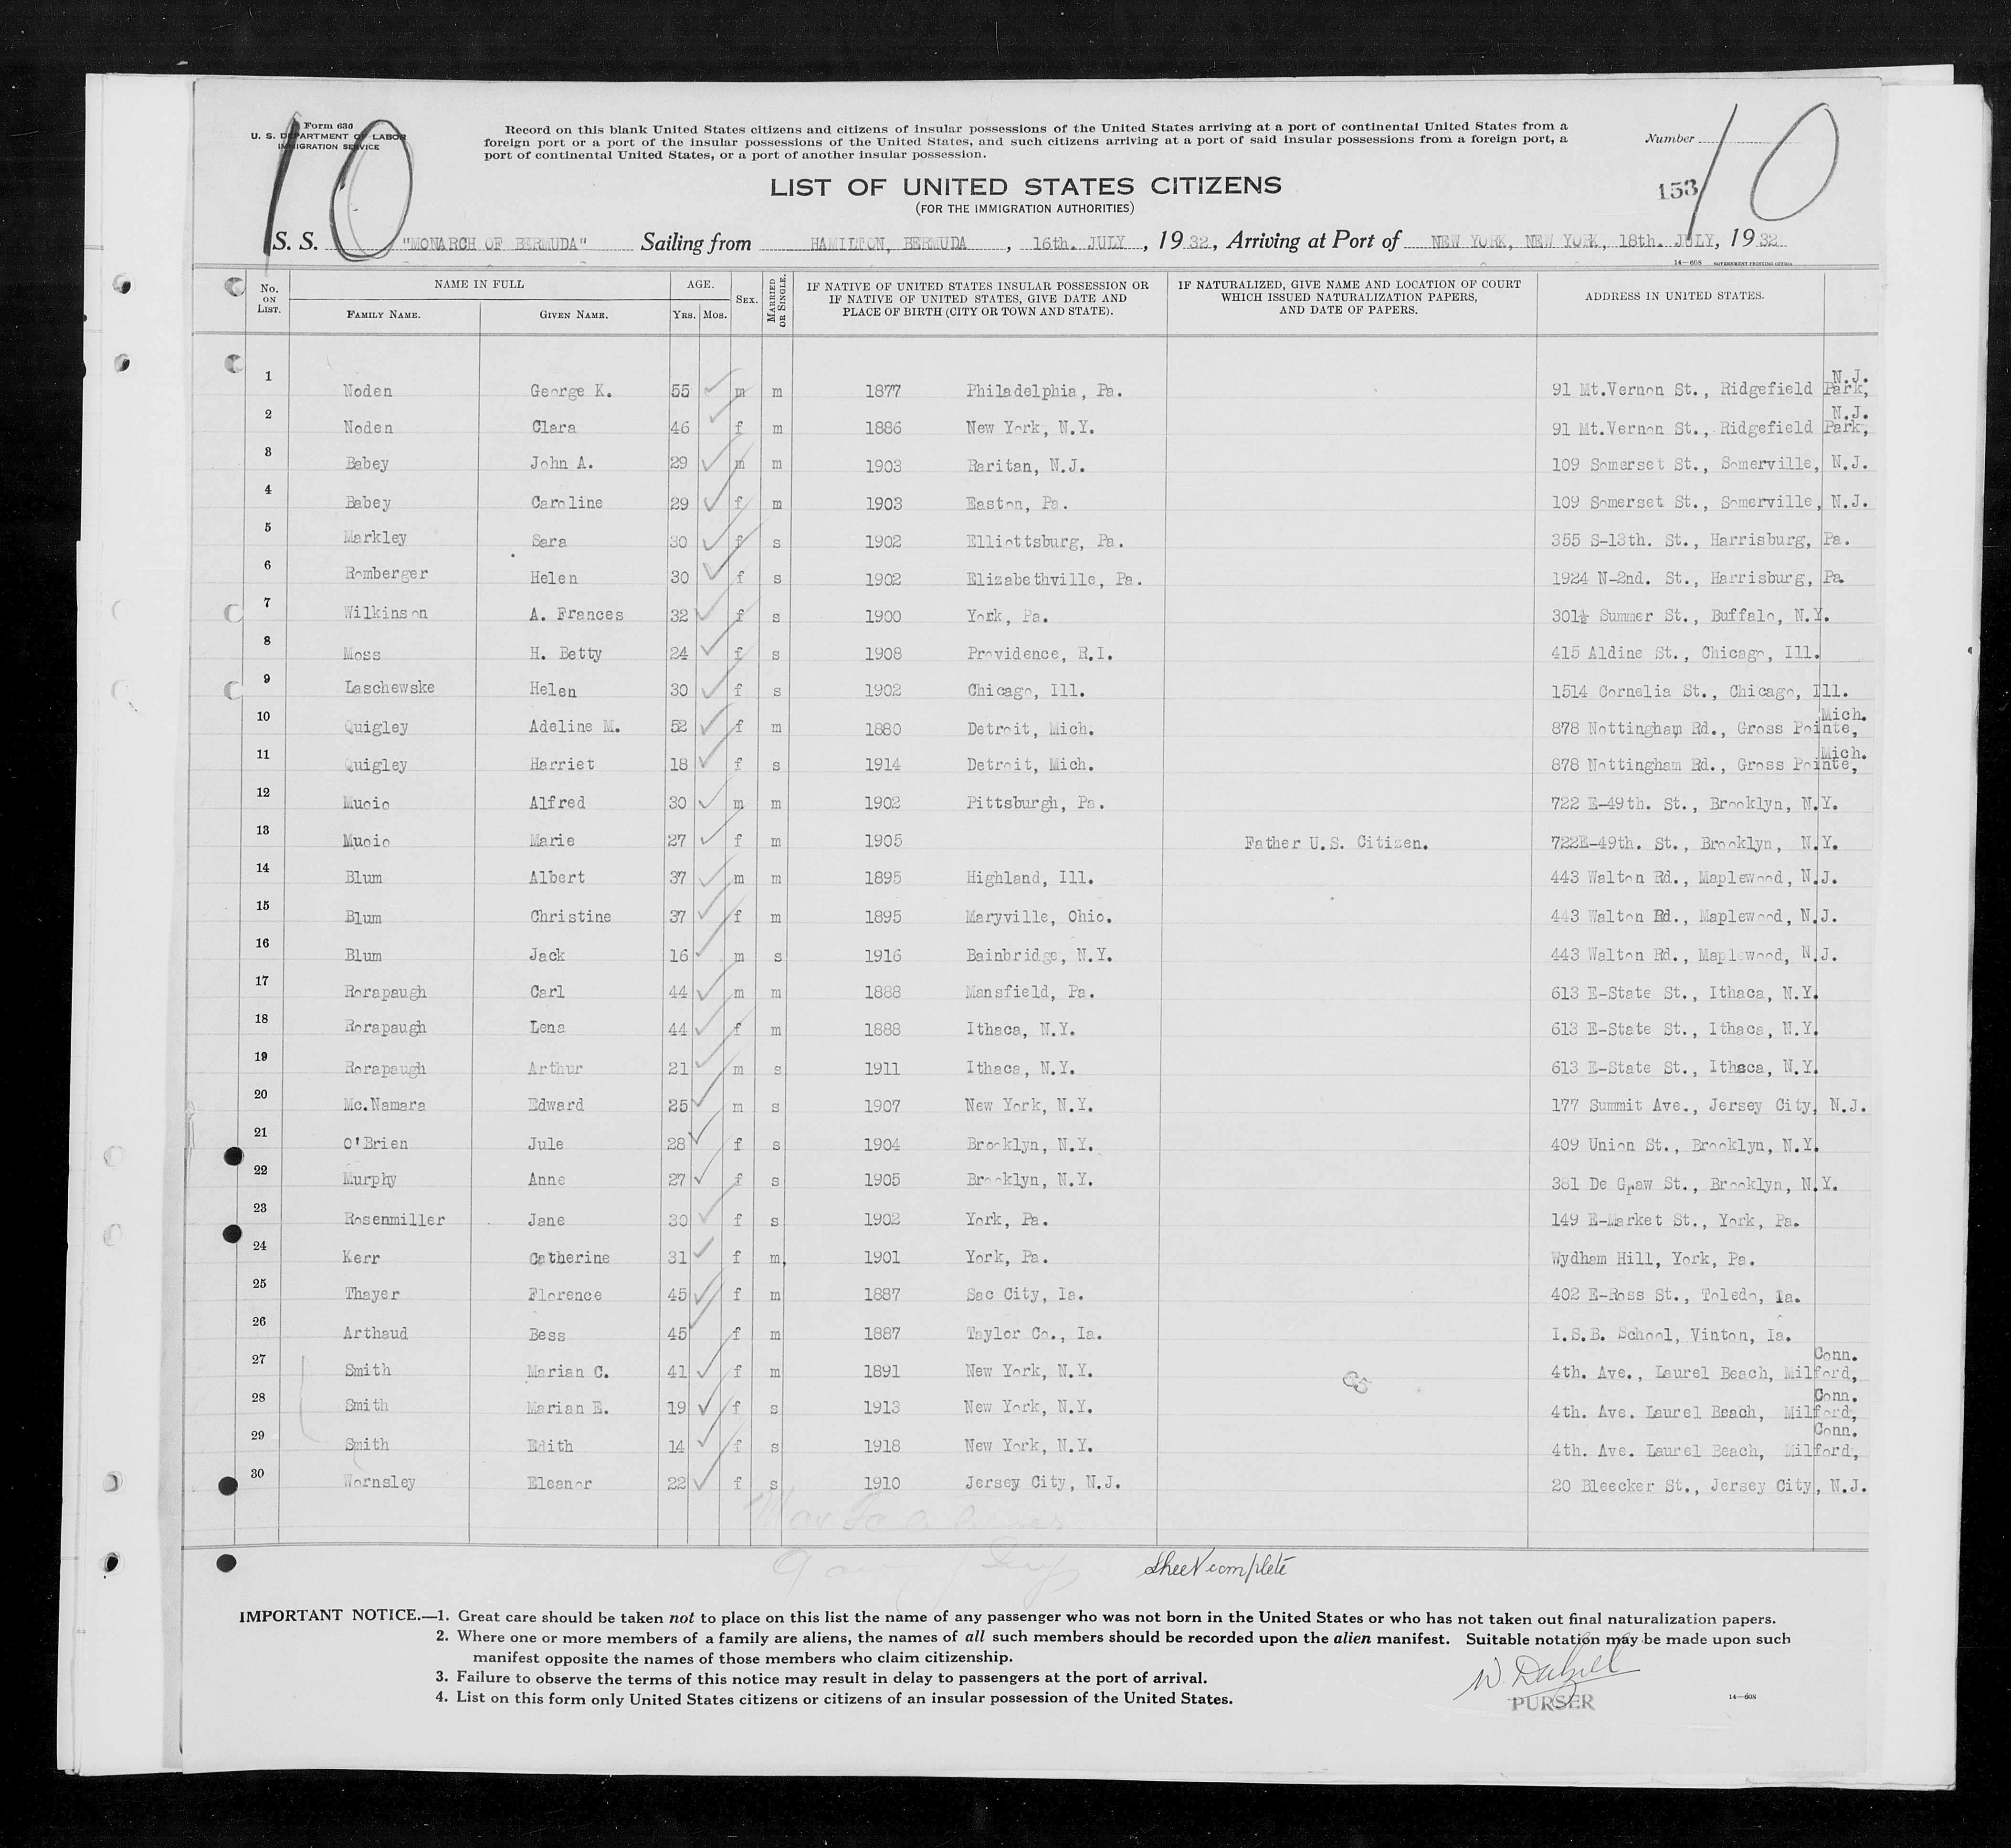 10
10
Form 630
U. S. DEPARTMENT OF LABOR
IMMIGRATION SERVICE
Record on this blank United States citizens and citizens of insular possessions of the United States arriving at a port of continental United States from a
foreign port or a port of the insular possessions of the United States, and such citizens arriving at a port of said insular possessions from a foreign port, a
port of continental United States, or a port of another insular possession.
Number
153
LIST OF UNITED STATES CITIZENS
(FOR THE IMMIGRATION AUTHORITIES)
S. S. "MONARCH OF BERMUDA" Sailing from HAMILTON, BERMUDA, 16th. JULY, 1932, Arriving at Port of NEW YORK, NEW YORK, 18th. JULY, 1932
14—608 GOVERNMENT PRINTING OFFICE
No. ON LIST. NAME IN FULL FAMILY NAME. GIVEN NAME. AGE. YRS. MOS. SEX. MARRIED OR SINGLE. IF NATIVE OF UNITED STATES INSULAR POSSESSION OR IF NATIVE OF UNITED STATES, GIVE DATE AND PLACE OF BIRTH (CITY OR TOWN AND STATE). IF NATURALIZED, GIVE NAME AND LOCATION OF COURT WHICH ISSUED NATURALIZATION PAPERS, AND DATE OF PAPERS. ADDRESS IN UNITED STATES.
1 Noden George K. 55 m m 1877 Philadelphia, Pa. 91 Mt.Vernon St., Ridgefield Park, N.J.
2 Noden Clara 46 f m 1886 New York, N.Y. 91 Mt.Vernon St., Ridgefield Park, N.J.
3 Babey John A. 29 m m 1903 Raritan, N.J. 109 Somerset St., Somerville, N.J.
4 Babey Caroline 29 f m 1903 Easton, Pa. 109 Somerset St., Somerville, N.J.
5 Markley Sara 30 f s 1902 Elliottsburg, Pa. 355 S-13th. St., Harrisburg, Pa.
6 Romberger Helen 30 f s 1902 Elizabethville, Pa. 1924 N-2nd. St., Harrisburg, Pa.
7 Wilkinson A. Frances 32 f s 1900 York, Pa. 301½ Summer St., Buffalo, N.Y.
8 Moss H. Betty 24 f s 1908 Providence, R.I. 415 Aldine St., Chicago, Ill.
9 Laschewske Helen 30 f s 1902 Chicago, Ill. 1514 Cornelia St., Chicago, Ill.
10 Quigley Adeline M. 52 f m 1880 Detroit, Mich. 878 Nottingham Rd., Gross Pointe, Mich.
11 Quigley Harriet 18 f s 1914 Detroit, Mich. 878 Nottingham Rd., Gross Pointe, Mich.
12 Muoio Alfred 30 m m 1902 Pittsburgh, Pa. 722 E-49th. St., Brooklyn, N.Y.
13 Muoio Marie 27 f m 1905 Father U.S. Citizen. 722E-49th. St., Brooklyn, N.Y.
14 Blum Albert 37 m m 1895 Highland, Ill. 443 Walton Rd., Maplewood, N.J.
15 Blum Christine 37 f m 1895 Maryville, Ohio. 443 Walton Rd., Maplewood, N.J.
16 Blum Jack 16 m s 1916 Bainbridge, N.Y. 443 Walton Rd., Maplewood, N.J.
17 Rorapaugh Carl 44 m m 1888 Mansfield, Pa. 613 E-State St., Ithaca, N.Y.
18 Rorapaugh Lena 44 f m 1888 Ithaca, N.Y. 613 E-State St., Ithaca, N.Y.
19 Rorapaugh Arthur 21 m s 1911 Ithaca, N.Y. 613 E-State St., Ithaca, N.Y.
20 Mc.Namara Edward 25 m s 1907 New York, N.Y. 177 Summit Ave., Jersey City, N.J.
21 O'Brien Jule 28 f s 1904 Brooklyn, N.Y. 409 Union St., Brooklyn, N.Y.
22 Murphy Anne 27 f s 1905 Brooklyn, N.Y. 381 De Graw St., Brooklyn, N.Y.
23 Rosenmiller Jane 30 f s 1902 York, Pa. 149 E-Market St., York, Pa.
24 Kerr Catherine 31 f m, 1901 York, Pa. Wydham Hill, York, Pa.
25 Thayer Florence 45 f m 1887 Sac City, Ia. 402 E-Ross St., Toledo, Ia.
26 Arthaud Bess 45 f m 1887 Taylor Co., Ia. I.S.B. School, Vinton, Ia.
27 Smith Marian C. 41 f m 1891 New York, N.Y. 4th. Ave., Laurel Beach, Milford, Conn.
28 Smith Marian E. 19 f s 1913 New York, N.Y. 4th. Ave. Laurel Beach, Milford, Conn.
29 Smith Edith 14 f s 1918 New York, N.Y. 4th. Ave. Laurel Beach, Milford, Conn.
30 Wornsley Eleanor 22 f s 1910 Jersey City, N.J. 20 Bleecker St., Jersey City, N.J.
sheet complete
IMPORTANT NOTICE.—1. Great care should be taken not to place on this list the name of any passenger who was not born in the United States or who has not taken out final naturalization papers.
2. Where one or more members of a family are aliens, the names of all such members should be recorded upon the alien manifest. Suitable notation may be made upon such
manifest opposite the names of those members who claim citizenship.
3. Failure to observe the terms of this notice may result in delay to passengers at the port of arrival.
4. List on this form only United States citizens or citizens of an insular possession of the United States.
W. Dalziel
PURSER
14—608